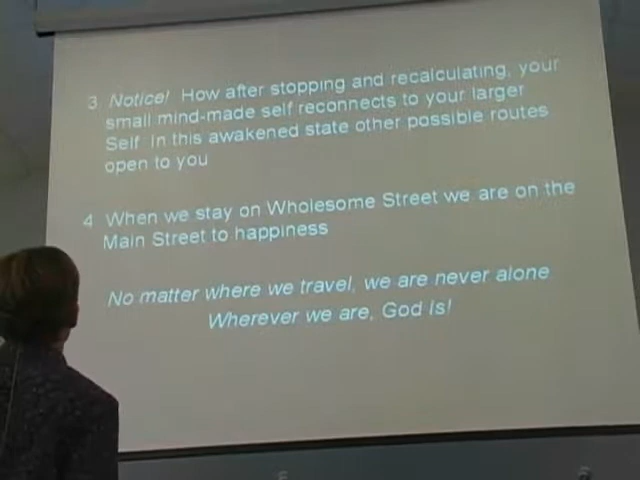 3 Notice! How after stopping and recalculating, your
small mind-made self reconnects to your larger
Self In this awakened state other possible routes
open to you
4 When we stay on Wholesome Street we are on the
Main Street to happiness
No matter where we travel, we are never alone
Wherever we are, God is!